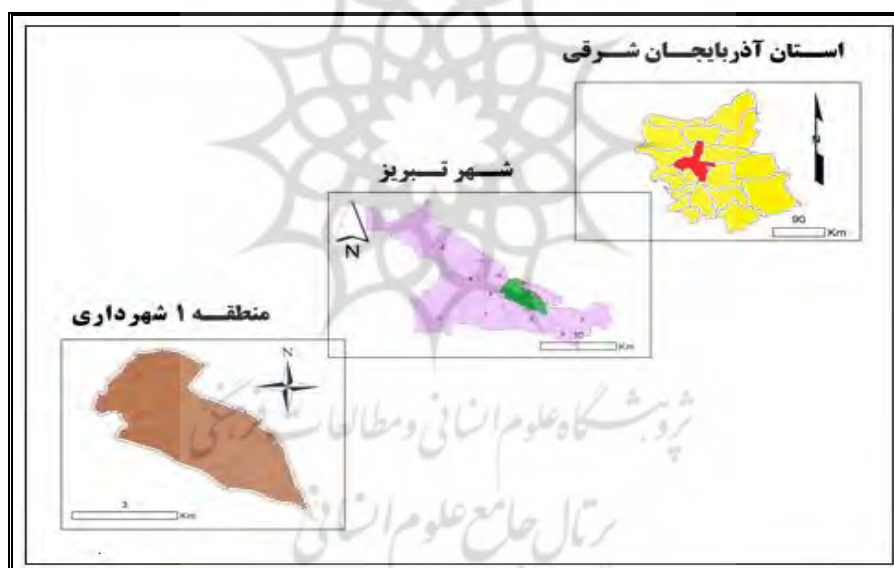 استان آذربایجان شرقی
N
90
Km
شهر تبریز
N
10
Km
منطقه ۱ شهرداری
N
3
Km
پژوهشگاه علوم انسانی و مطالعات فرهنگی
پرتال جامع علوم انسانی